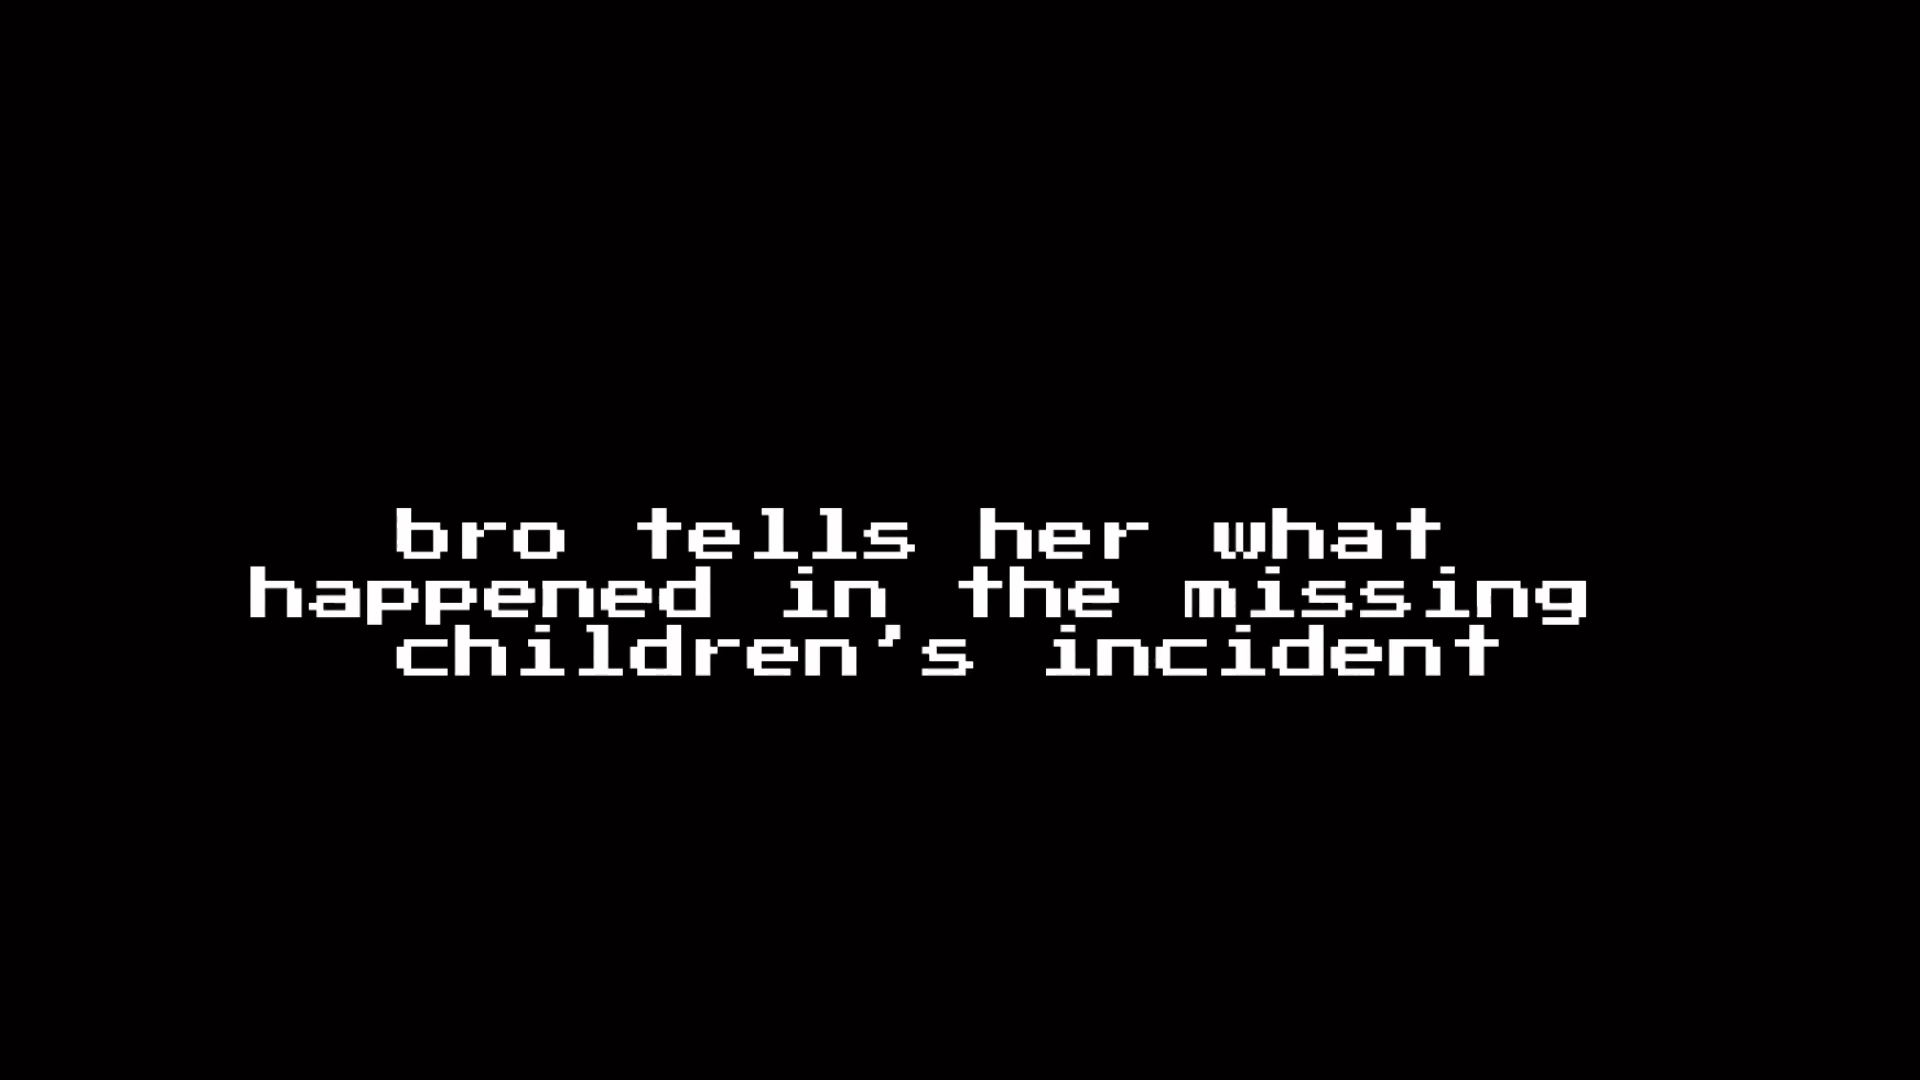 bro tells her what
happened in the missing
children's incident